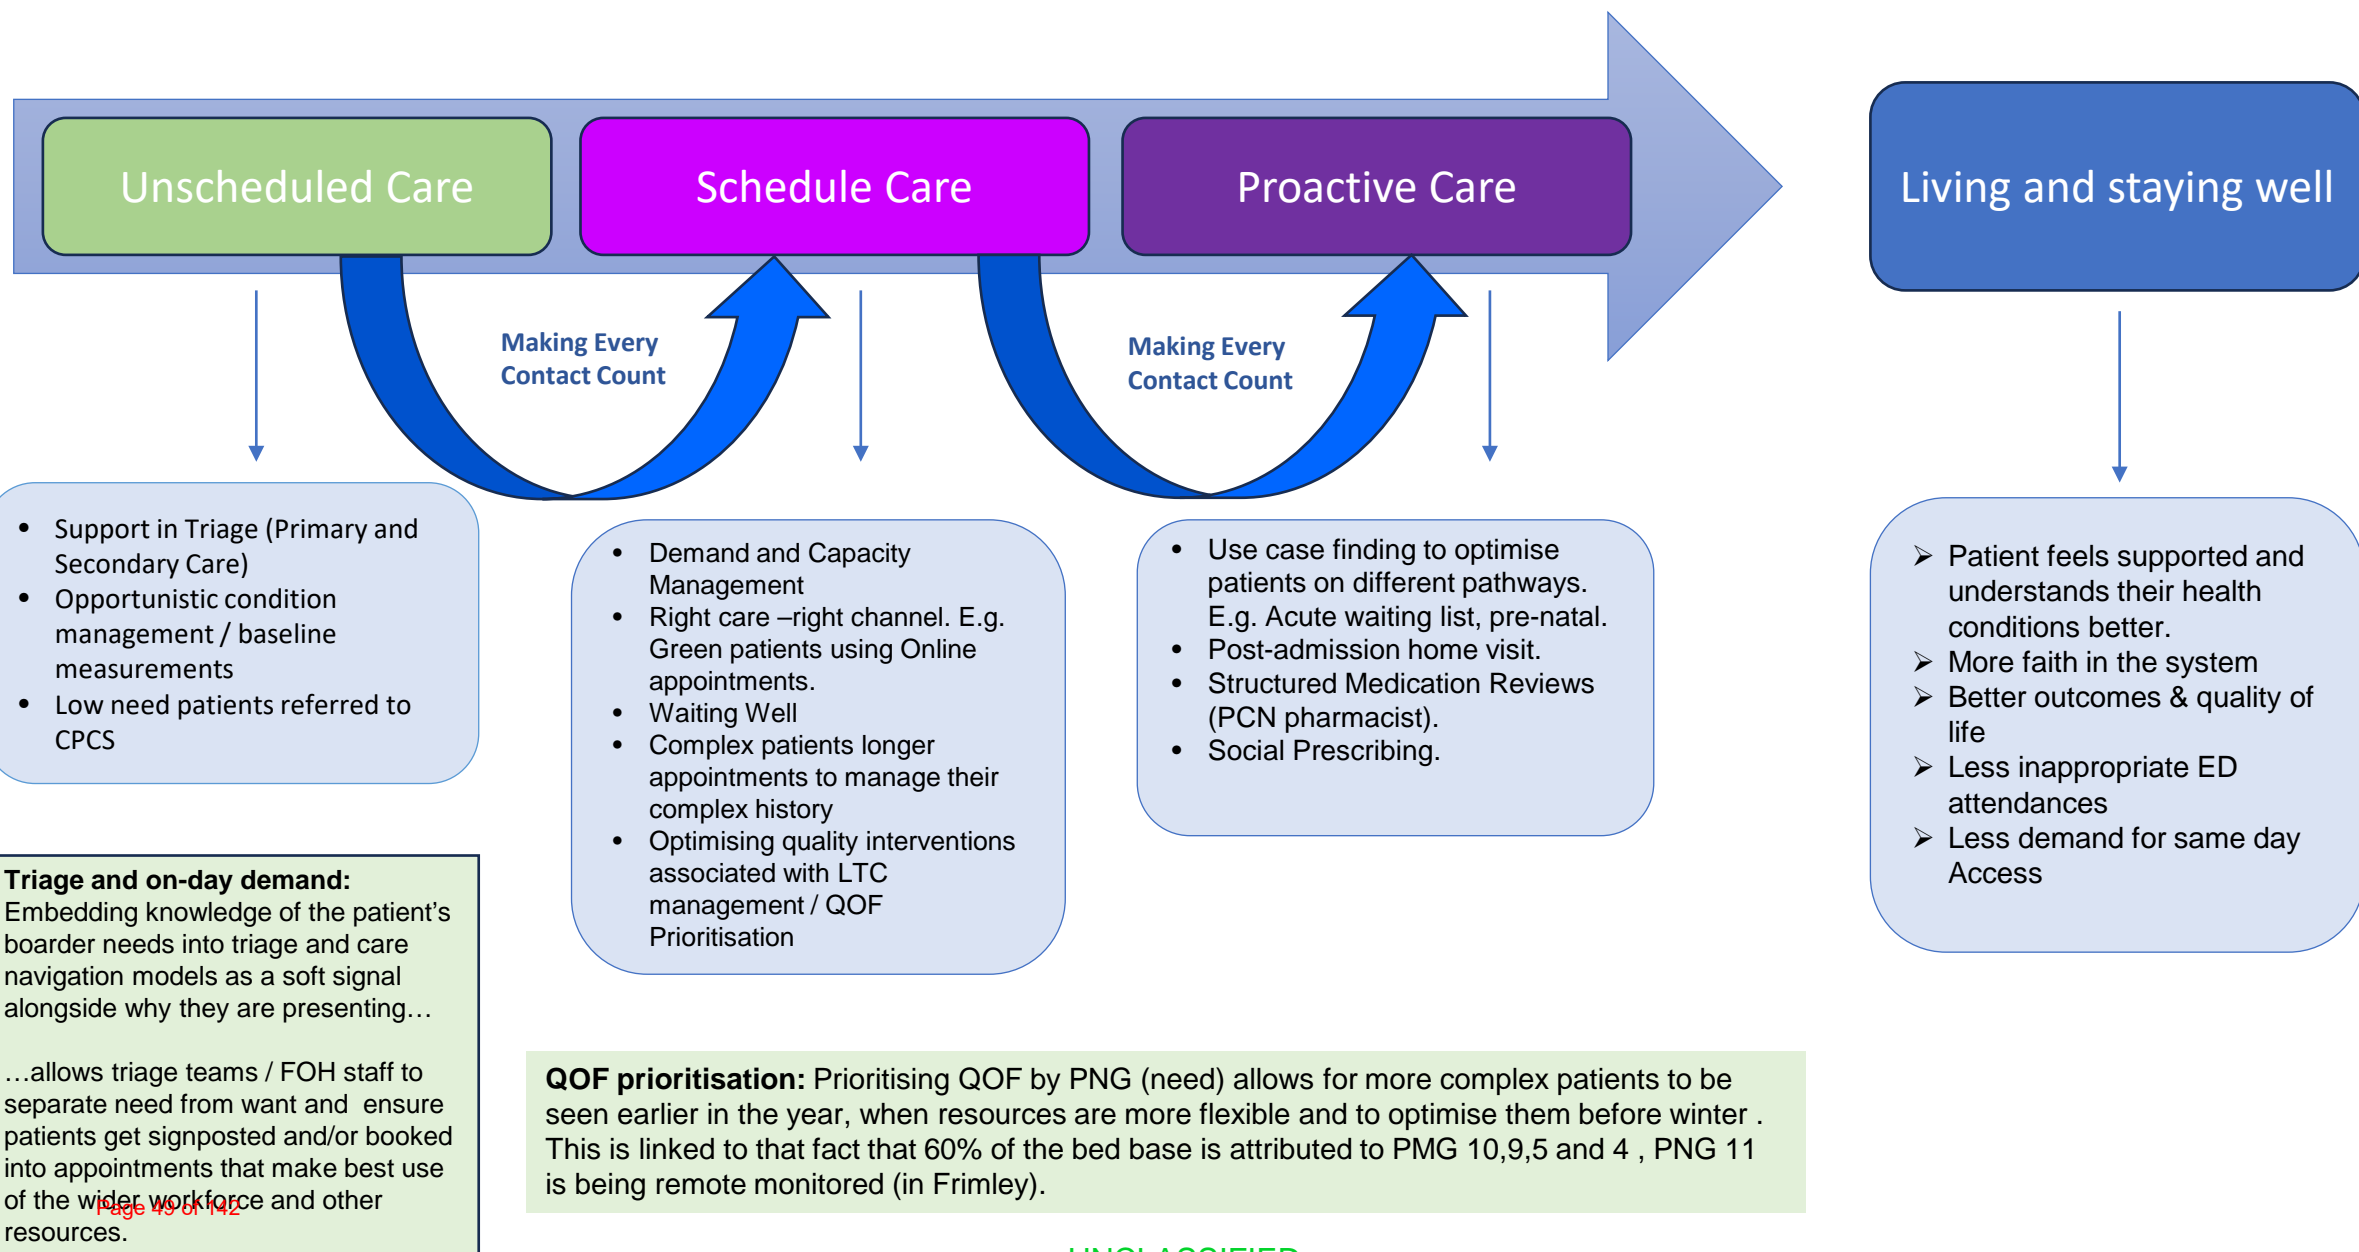 Unscheduled Care
Schedule Care
Proactive Care
Living and staying well
Making Every
Contact Count
Making Every
Contact Count
• Support in Triage (Primary and
Secondary Care)
• Opportunistic condition
management / baseline
measurements
• Low need patients referred to
CPCS
• Demand and Capacity
Management
• Right care –right channel. E.g.
Green patients using Online
appointments.
• Waiting Well
• Complex patients longer
appointments to manage their
complex history
• Optimising quality interventions
associated with LTC
management / QOF
Prioritisation
• Use case finding to optimise
patients on different pathways.
E.g. Acute waiting list, pre-natal.
• Post-admission home visit.
• Structured Medication Reviews
(PCN pharmacist).
• Social Prescribing.
➢ Patient feels supported and
understands their health
conditions better.
➢ More faith in the system
➢ Better outcomes & quality of
life
➢ Less inappropriate ED
attendances
➢ Less demand for same day
Access
Triage and on-day demand:
Embedding knowledge of the patient’s
boarder needs into triage and care
navigation models as a soft signal
alongside why they are presenting…
…allows triage teams / FOH staff to
separate need from want and ensure
patients get signposted and/or booked
into appointments that make best use
of the wider workforce and other
resources.
Page 49 of 142
QOF prioritisation: Prioritising QOF by PNG (need) allows for more complex patients to be
seen earlier in the year, when resources are more flexible and to optimise them before winter .
This is linked to that fact that 60% of the bed base is attributed to PMG 10,9,5 and 4 , PNG 11
is being remote monitored (in Frimley).
UNCLASSIFIED